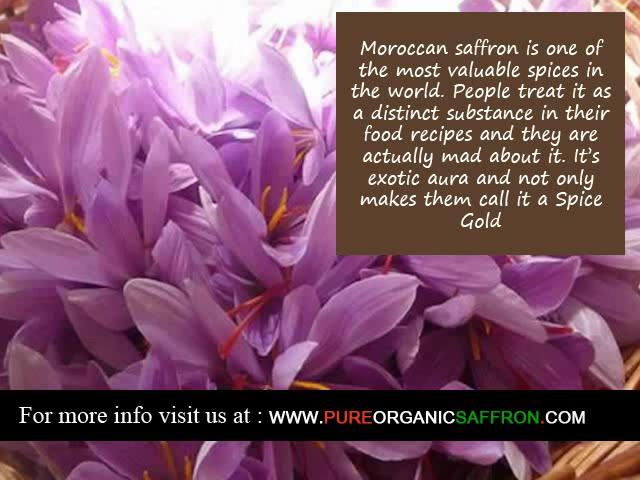 Moroccan saffron is one of
the most valuable spices in
the world. People treat it as
a distinct substance in their
food recipes and they are
actually mad about it. It's
exotic aura and not only
makes them call it a Spice
Gold
For more info visit us at : WWW.PUREORGANICSAFFRON.COM